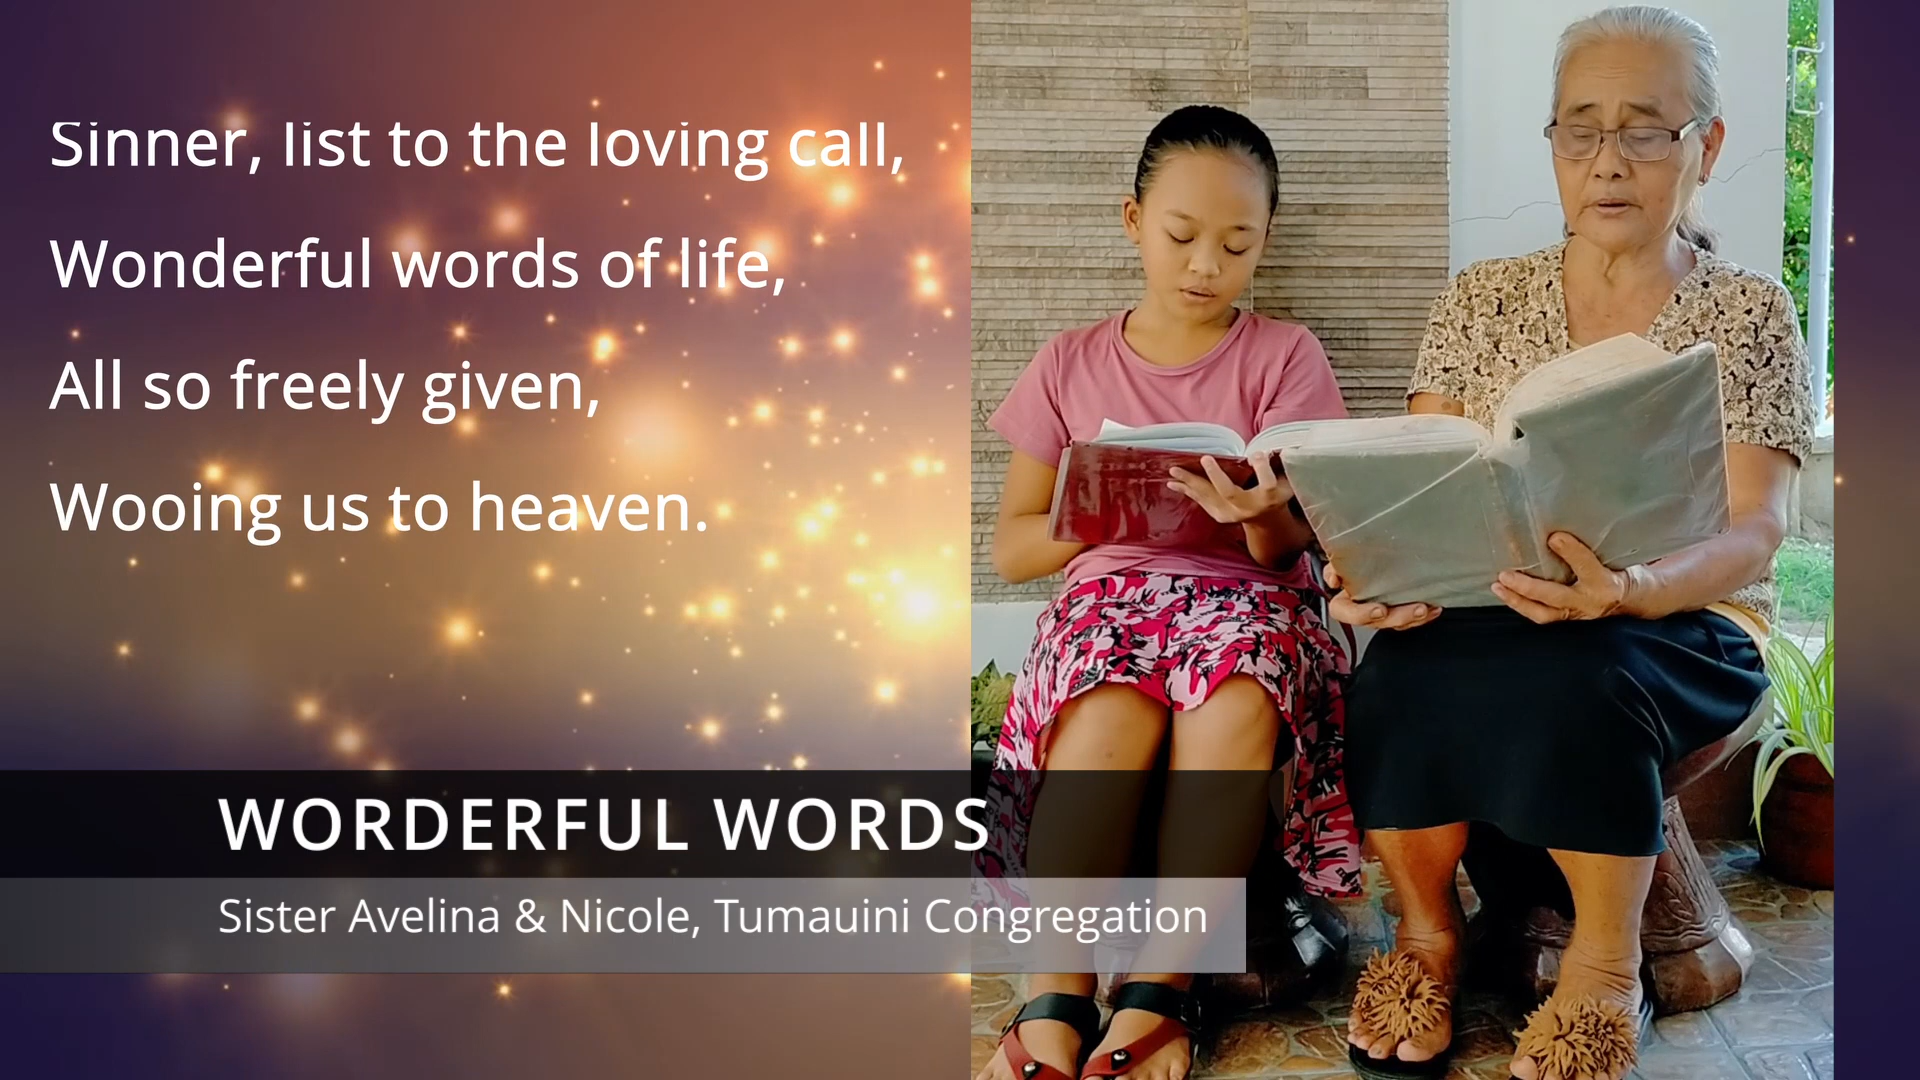 Sinner, list to the loving call,
Wonderful words of life,
All so freely given,
Wooing us to heaven.
WORDERFUL WORDS
Sister Avelina & Nicole, Tumauini Congregation